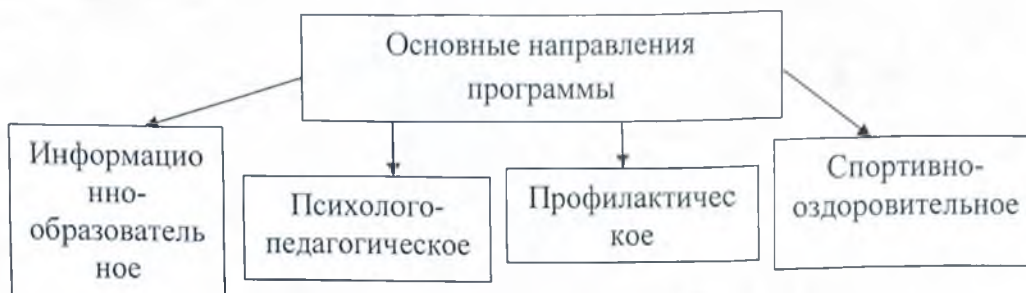 Основные направления
программы
Информацио
нно-
образователь
ное
Психолого-
педагогическое
Профилактичес
кое
Спортивно-
оздоровительное